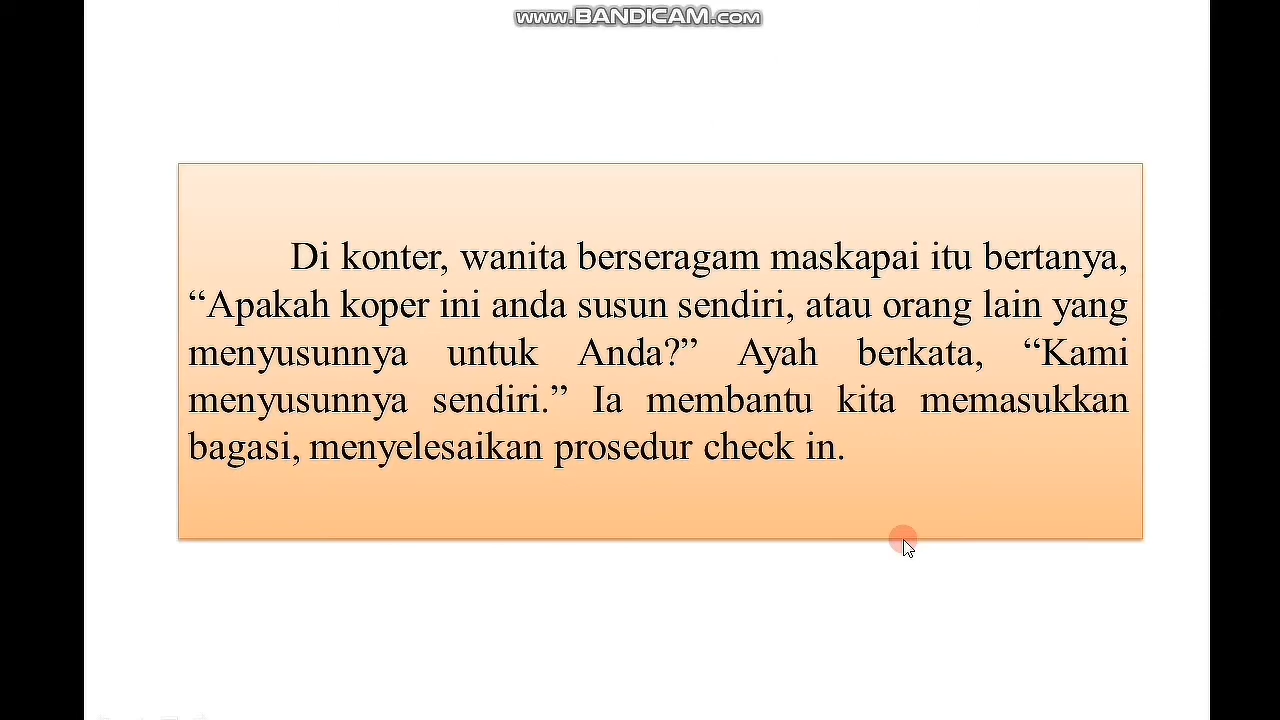 www.BANDICAM.com
Di konter, wanita berseragam maskapai itu bertanya,
“Apakah koper ini anda susun sendiri, atau orang lain yang
menyusunnya untuk Anda?” Ayah berkata, “Kami
menyusunnya sendiri.” Ia membantu kita memasukkan
bagasi, menyelesaikan prosedur check in.